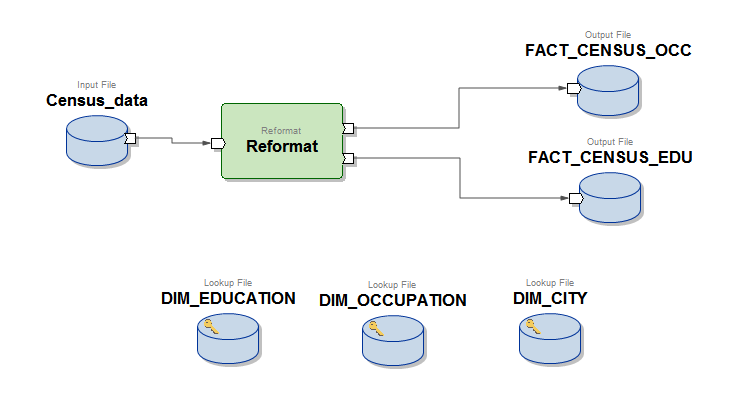 Output File
FACT_CENSUS_OCC
Input File
Census_data
Reformat
Reformat
Output File
FACT_CENSUS_EDU
Lookup File
DIM_EDUCATION
Lookup File
DIM_OCCUPATION
Lookup File
DIM_CITY